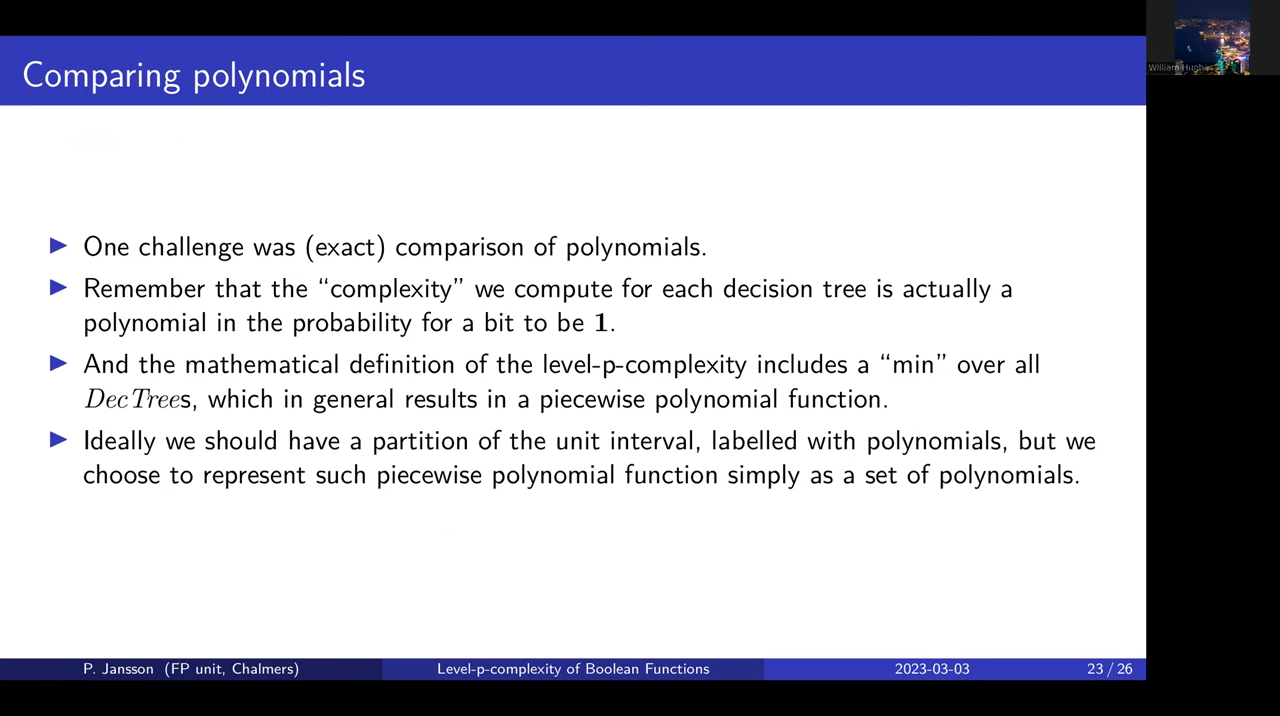 Comparing polynomials
William Hughes
▶ One challenge was (exact) comparison of polynomials.
▶ Remember that the “complexity” we compute for each decision tree is actually a
polynomial in the probability for a bit to be 1.
▶ And the mathematical definition of the level-p-complexity includes a “min” over all
DecTrees, which in general results in a piecewise polynomial function.
▶ Ideally we should have a partition of the unit interval, labelled with polynomials, but we
choose to represent such piecewise polynomial function simply as a set of polynomials.
P. Jansson (FP unit, Chalmers) Level-p-complexity of Boolean Functions 2023-03-03 23 / 26